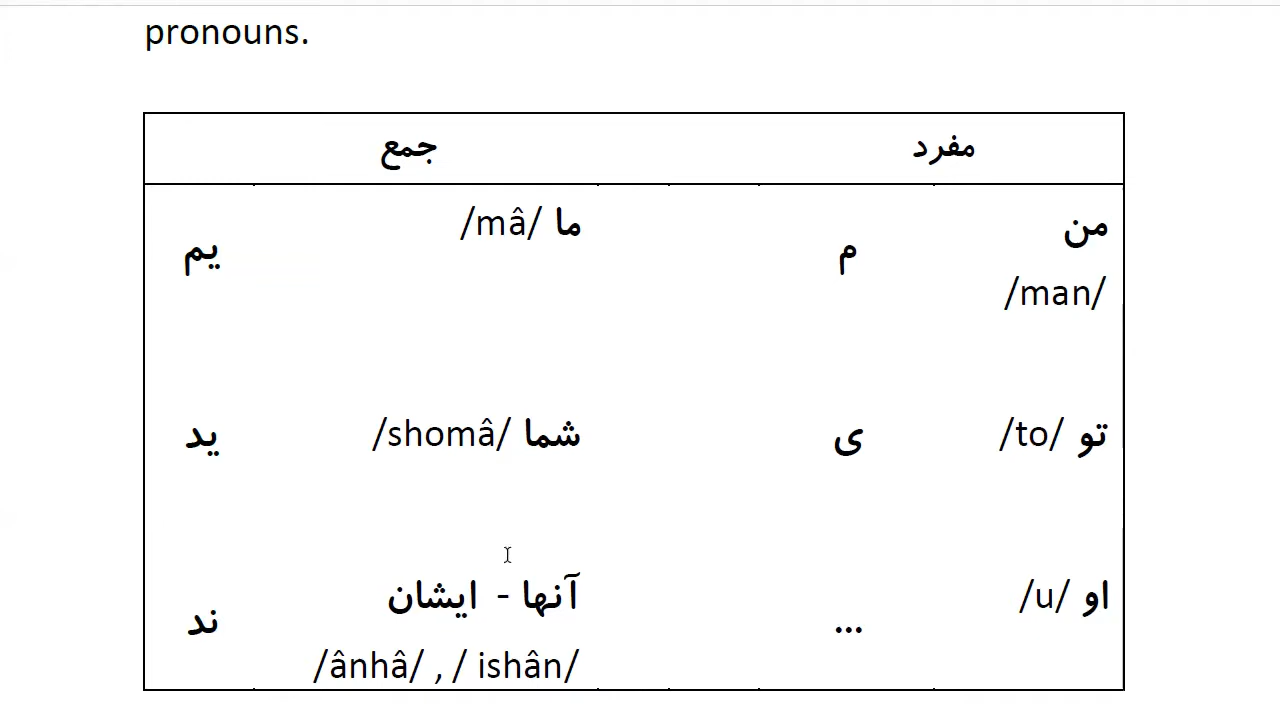 pronouns.
مفرد
جمع
من
/man/
م
ما /mâ/
یم
تو /to/
ی
شما /shomâ/
ید
او /u/
...
آنها - ایشان
/ânhâ/ , / ishân/
ند